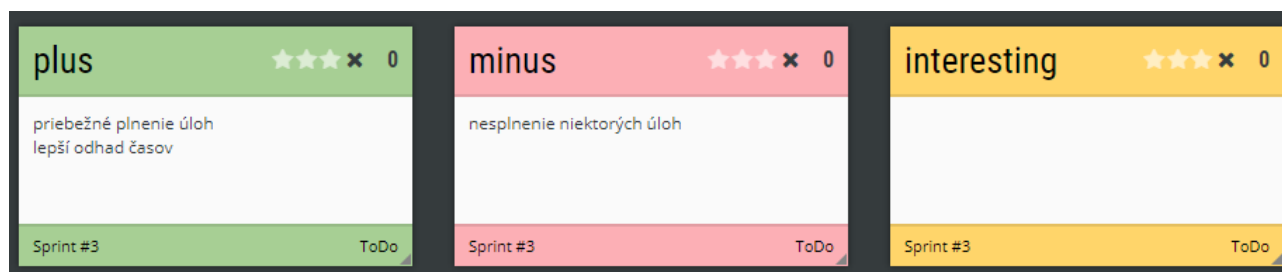 plus 0
priebežné plnenie úloh
lepší odhad časov
Sprint #3 ToDo
minus 0
nesplnenie niektorých úloh
Sprint #3 ToDo
interesting 0
Sprint #3 ToDo